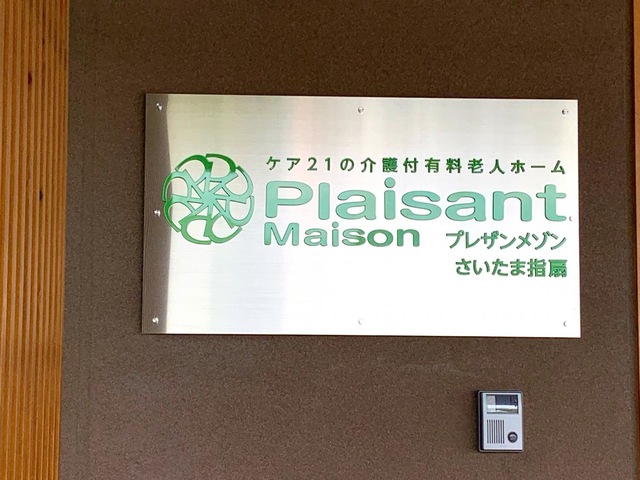 ケア21の介護付有料老人ホーム
Plaisant
Maison プレザンメゾン
さいたま指扇